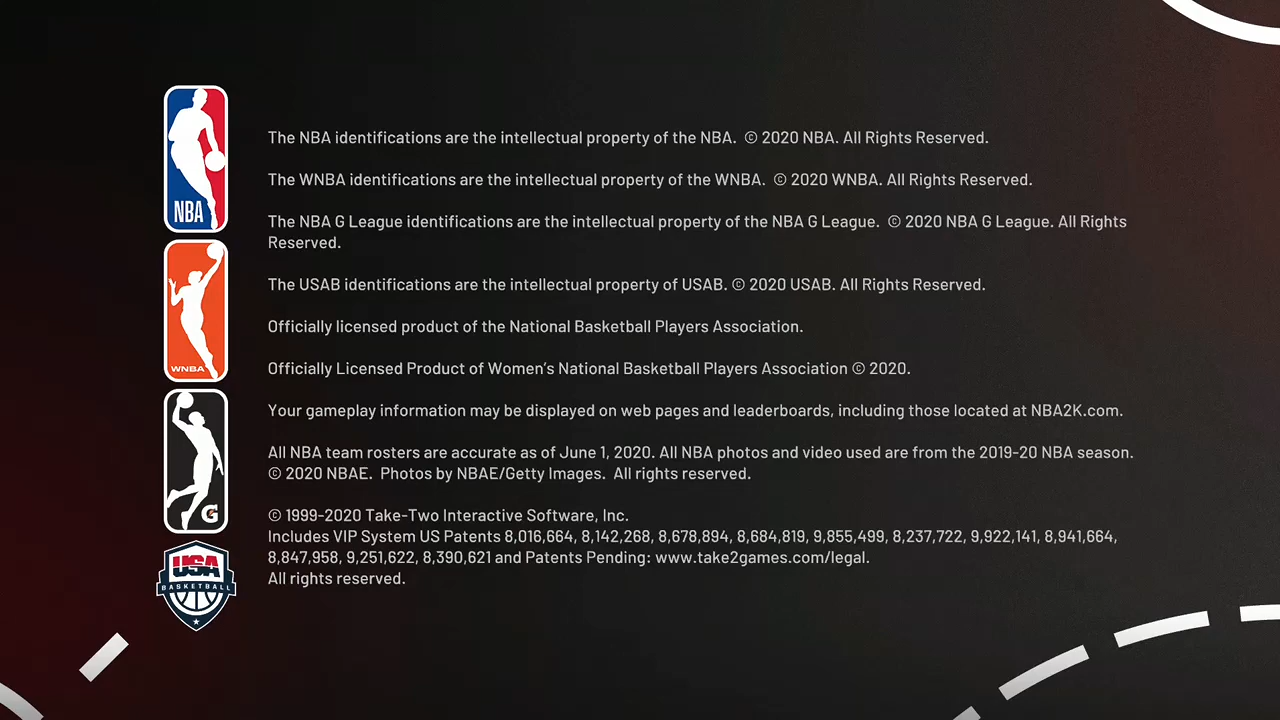 The NBA identifications are the intellectual property of the NBA.  © 2020 NBA. All Rights Reserved.
The WNBA identifications are the intellectual property of the WNBA.  © 2020 WNBA. All Rights Reserved.
The NBA G League identifications are the intellectual property of the NBA G League.  © 2020 NBA G League. All Rights
Reserved.
The USAB identifications are the intellectual property of USAB. © 2020 USAB. All Rights Reserved.
Officially licensed product of the National Basketball Players Association.
Officially Licensed Product of Women’s National Basketball Players Association © 2020.
Your gameplay information may be displayed on web pages and leaderboards, including those located at NBA2K.com.
All NBA team rosters are accurate as of June 1, 2020. All NBA photos and video used are from the 2019-20 NBA season.
© 2020 NBAE.  Photos by NBAE/Getty Images.  All rights reserved.
© 1999-2020 Take-Two Interactive Software, Inc.
Includes VIP System US Patents 8,016,664, 8,142,268, 8,678,894, 8,684,819, 9,855,499, 8,237,722, 9,922,141, 8,941,664,
8,847,958, 9,251,622, 8,390,621 and Patents Pending: www.take2games.com/legal.
All rights reserved.
NBA
WNBA
G
USA
BASKETBALL